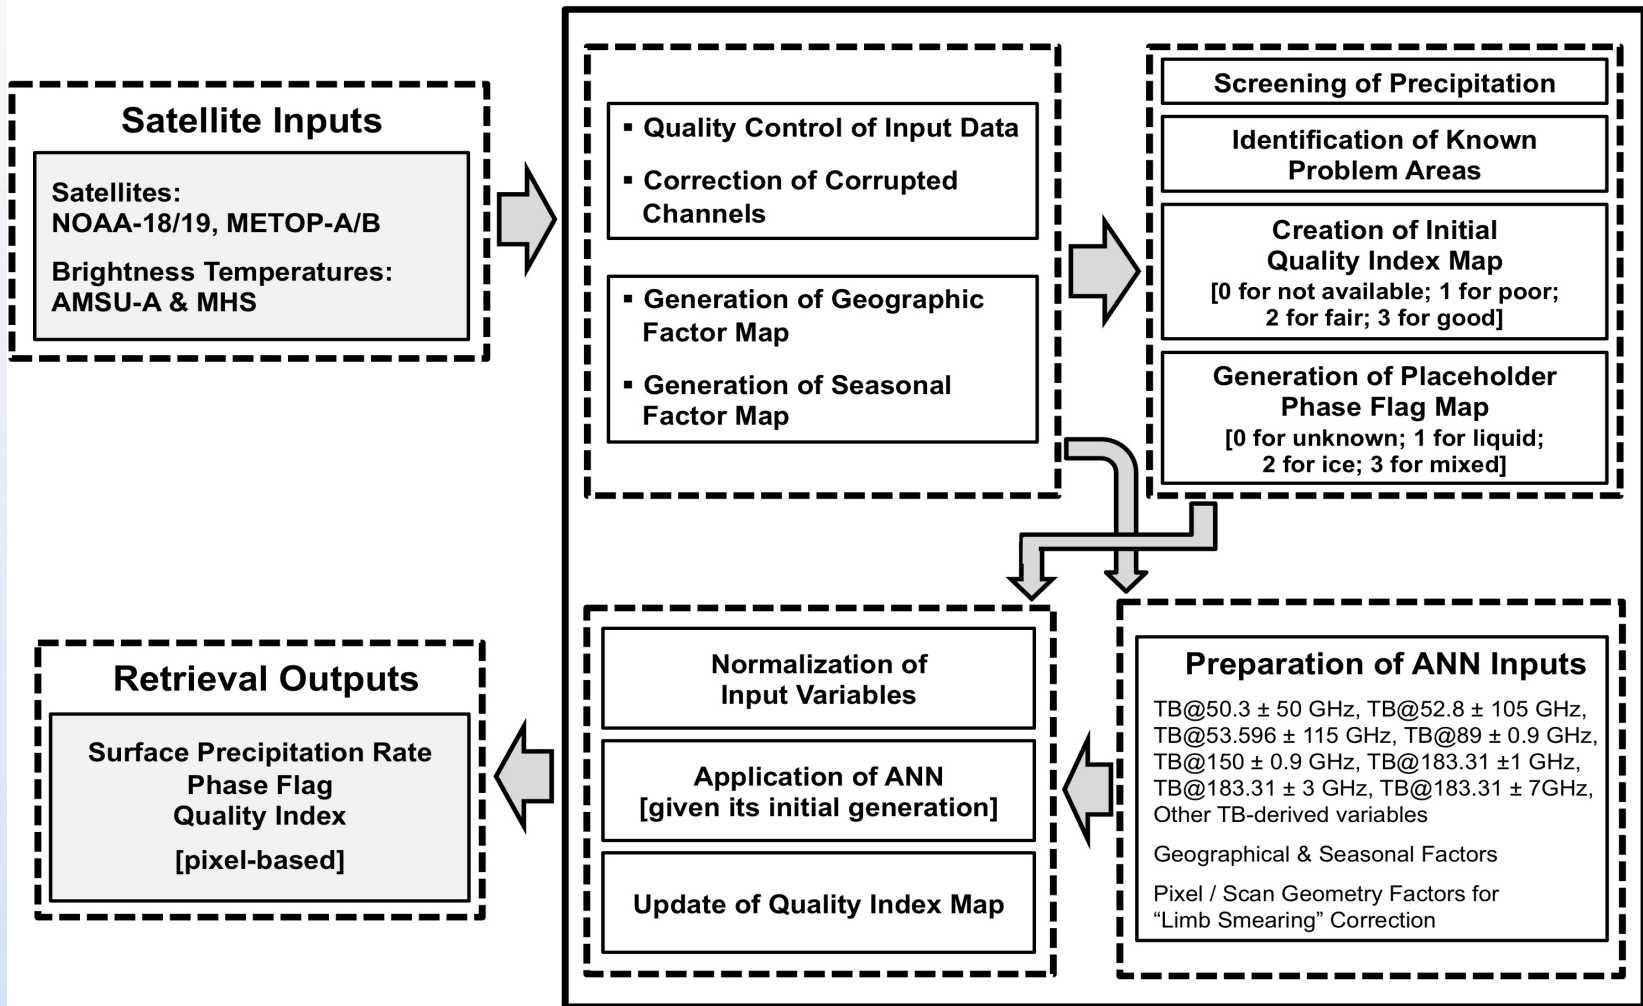 Satellite Inputs
Satellites:
NOAA-18/19, METOP-A/B
Brightness Temperatures:
AMSU-A & MHS
▪ Quality Control of Input Data
▪ Correction of Corrupted
Channels
▪ Generation of Geographic
Factor Map
▪ Generation of Seasonal
Factor Map
Screening of Precipitation
Identification of Known
Problem Areas
Creation of Initial
Quality Index Map
[0 for not available; 1 for poor;
2 for fair; 3 for good]
Generation of Placeholder
Phase Flag Map
[0 for unknown; 1 for liquid;
2 for ice; 3 for mixed]
Preparation of ANN Inputs
TB@50.3 ± 50 GHz, TB@52.8 ± 105 GHz,
TB@53.596 ± 115 GHz, TB@89 ± 0.9 GHz,
TB@150 ± 0.9 GHz, TB@183.31 ±1 GHz,
TB@183.31 ± 3 GHz, TB@183.31 ± 7GHz,
Other TB-derived variables
Geographical & Seasonal Factors
Pixel / Scan Geometry Factors for
“Limb Smearing” Correction
Normalization of
Input Variables
Application of ANN
[given its initial generation]
Update of Quality Index Map
Retrieval Outputs
Surface Precipitation Rate
Phase Flag
Quality Index
[pixel-based]